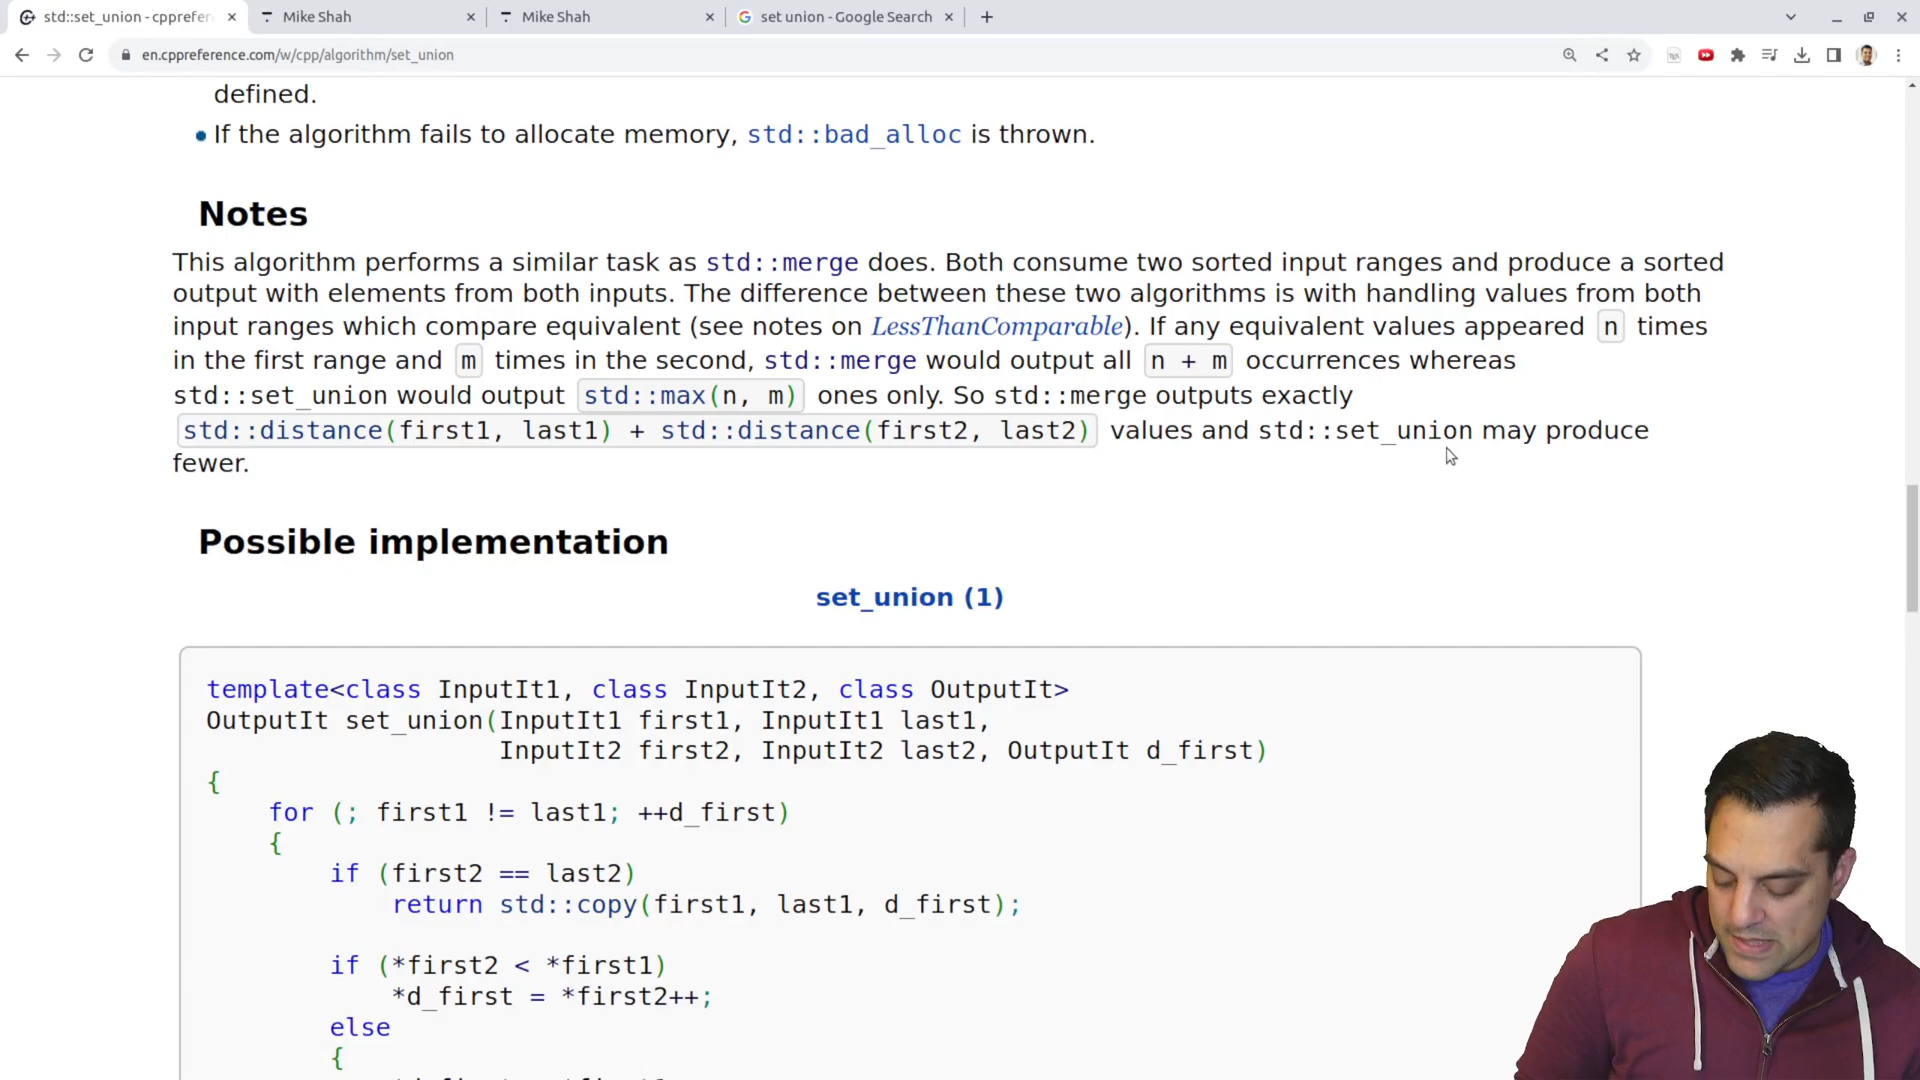 std::set_union - cpprefer
Mike Shah
Mike Shah
set union - Google Search
en.cppreference.com/w/cpp/algorithm/set_union
defined.
If the algorithm fails to allocate memory, std::bad_alloc is thrown.
Notes
This algorithm performs a similar task as std::merge does. Both consume two sorted input ranges and produce a sorted
output with elements from both inputs. The difference between these two algorithms is with handling values from both
input ranges which compare equivalent (see notes on LessThanComparable). If any equivalent values appeared n times
in the first range and m times in the second, std::merge would output all n + m occurrences whereas
std::set_union would output std::max(n, m) ones only. So std::merge outputs exactly
std::distance(first1, last1) + std::distance(first2, last2) values and std::set_union may produce
fewer.
Possible implementation
set_union (1)
template<class InputIt1, class InputIt2, class OutputIt>
OutputIt set_union(InputIt1 first1, InputIt1 last1,
InputIt2 first2, InputIt2 last2, OutputIt d_first)
{
for (; first1 != last1; ++d_first)
{
if (first2 == last2)
return std::copy(first1, last1, d_first);
if (*first2 < *first1)
*d_first = *first2++;
else
{